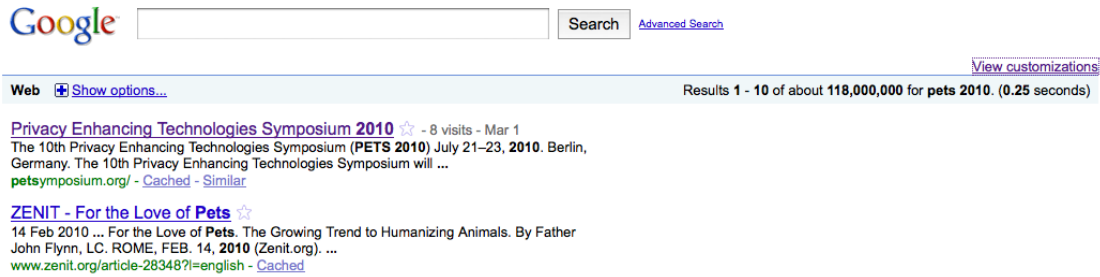 Google Search Advanced Search
View customizations
Web Show options... Results 1 - 10 of about 118,000,000 for pets 2010. (0.25 seconds)
Privacy Enhancing Technologies Symposium 2010 - 8 visits - Mar 1
The 10th Privacy Enhancing Technologies Symposium (PETS 2010) July 21–23, 2010. Berlin,
Germany. The 10th Privacy Enhancing Technologies Symposium will ...
petsymposium.org/ - Cached - Similar
ZENIT - For the Love of Pets
14 Feb 2010 ... For the Love of Pets. The Growing Trend to Humanizing Animals. By Father
John Flynn, LC. ROME, FEB. 14, 2010 (Zenit.org). ...
www.zenit.org/article-28348?l=english - Cached